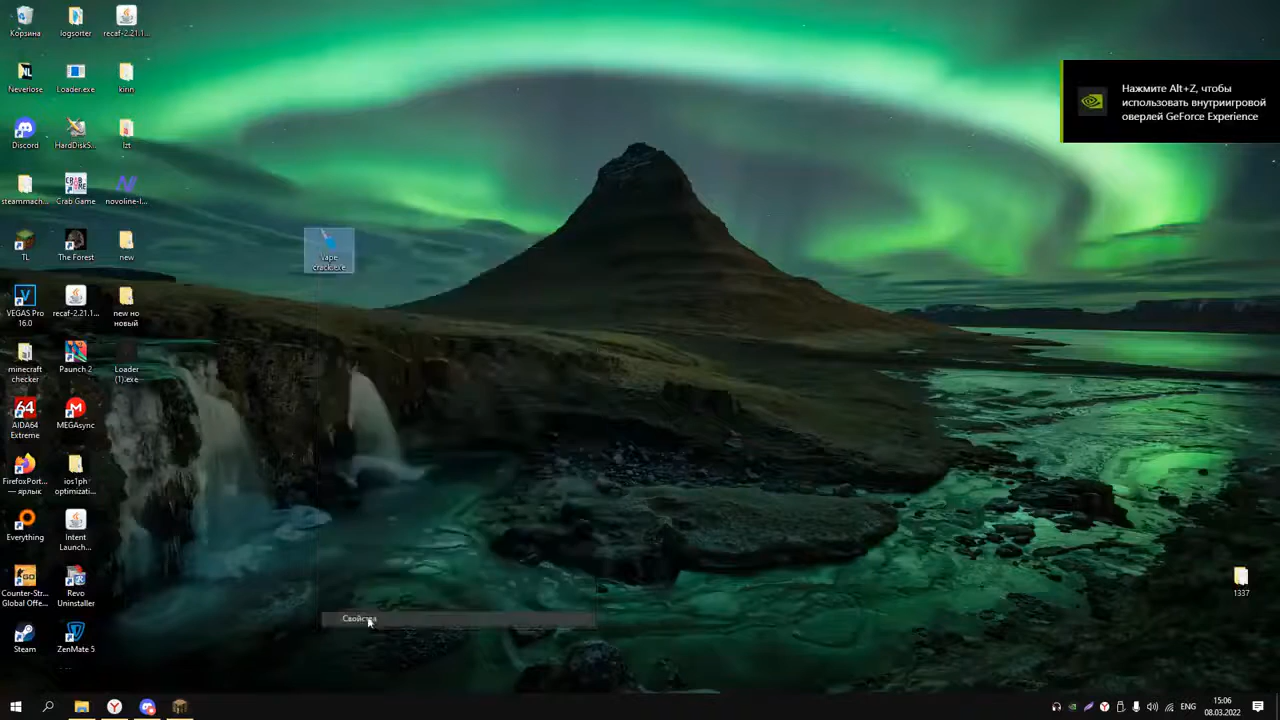 Корзина
logsorter
recaf-2.21.1...
Neverlose
Loader.exe
kirin
Discord
HardDiskS...
lzt
steammach...
Crab Game
novoline-l...
TL
The Forest
new
VEGAS Pro
16.0
recaf-2.21.1...
new но
новый
minecraft
checker
Paunch 2
Loader
(1).exe
AIDA64
Extreme
MEGAsync
FirefoxPort...
— ярлык
ios1ph
optimizati...
Everything
Intent
Launch...
Counter-Str...
Global Offe...
Revo
Uninstaller
Steam
ZenMate 5
Vape
crack.exe
Свойства
Нажмите Alt+Z, чтобы
использовать внутриигровой
оверлей GeForce Experience
1337
ENG
15:06
08.03.2022